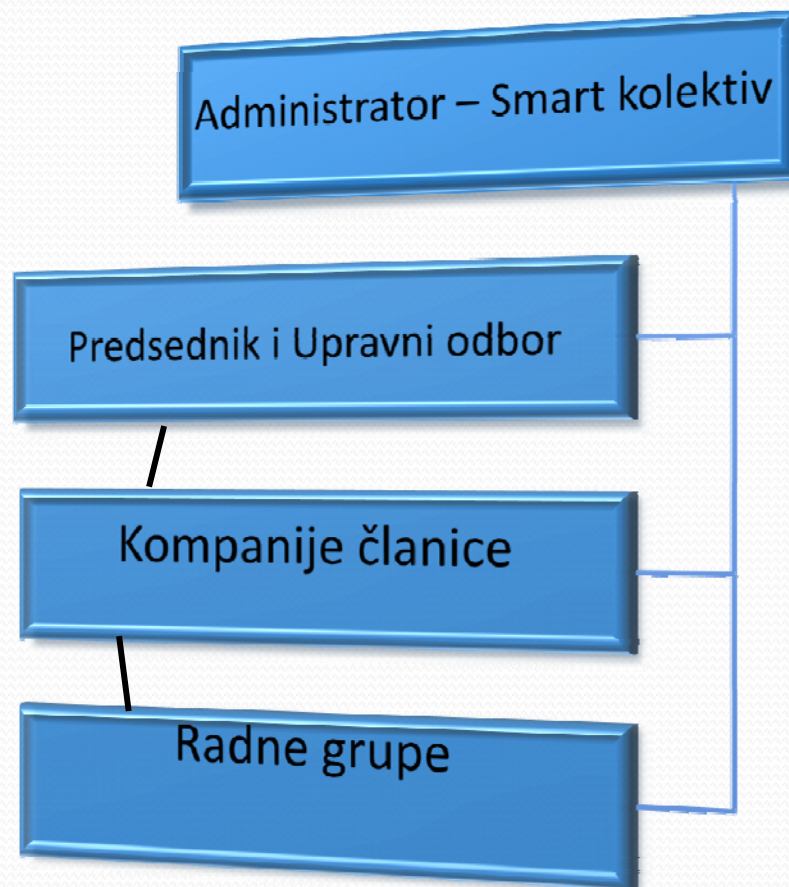 Administrator – Smart kolektiv
Predsednik i Upravni odbor
Kompanije članice
Radne grupe